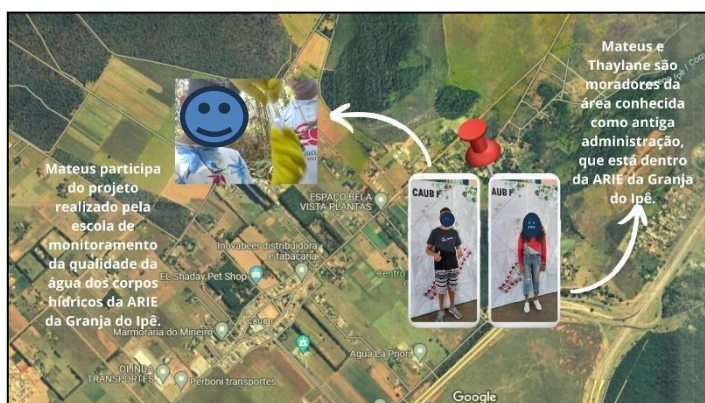 Mateus e
Thaylane são
moradores da
área conhecida
como antiga
administração,
que está dentro
da ARIE da Granja
do Ipê.
Mateus participa
do projeto
realizado pela
escola de
monitoramento
da qualidade da
água dos corpos
hídricos da ARIE
da Granja do Ipê.
CAUB I
CAUB I
ESPAÇO BELA
VISTA PLANTAS
Inovabeer distribuidora
e tabacaria
EL Shaday Pet Shop
CAUB I
Marmoraria do Mineiro
OLINDA
TRANSPORTES
Perboni transportes
Agua La Priori
Google